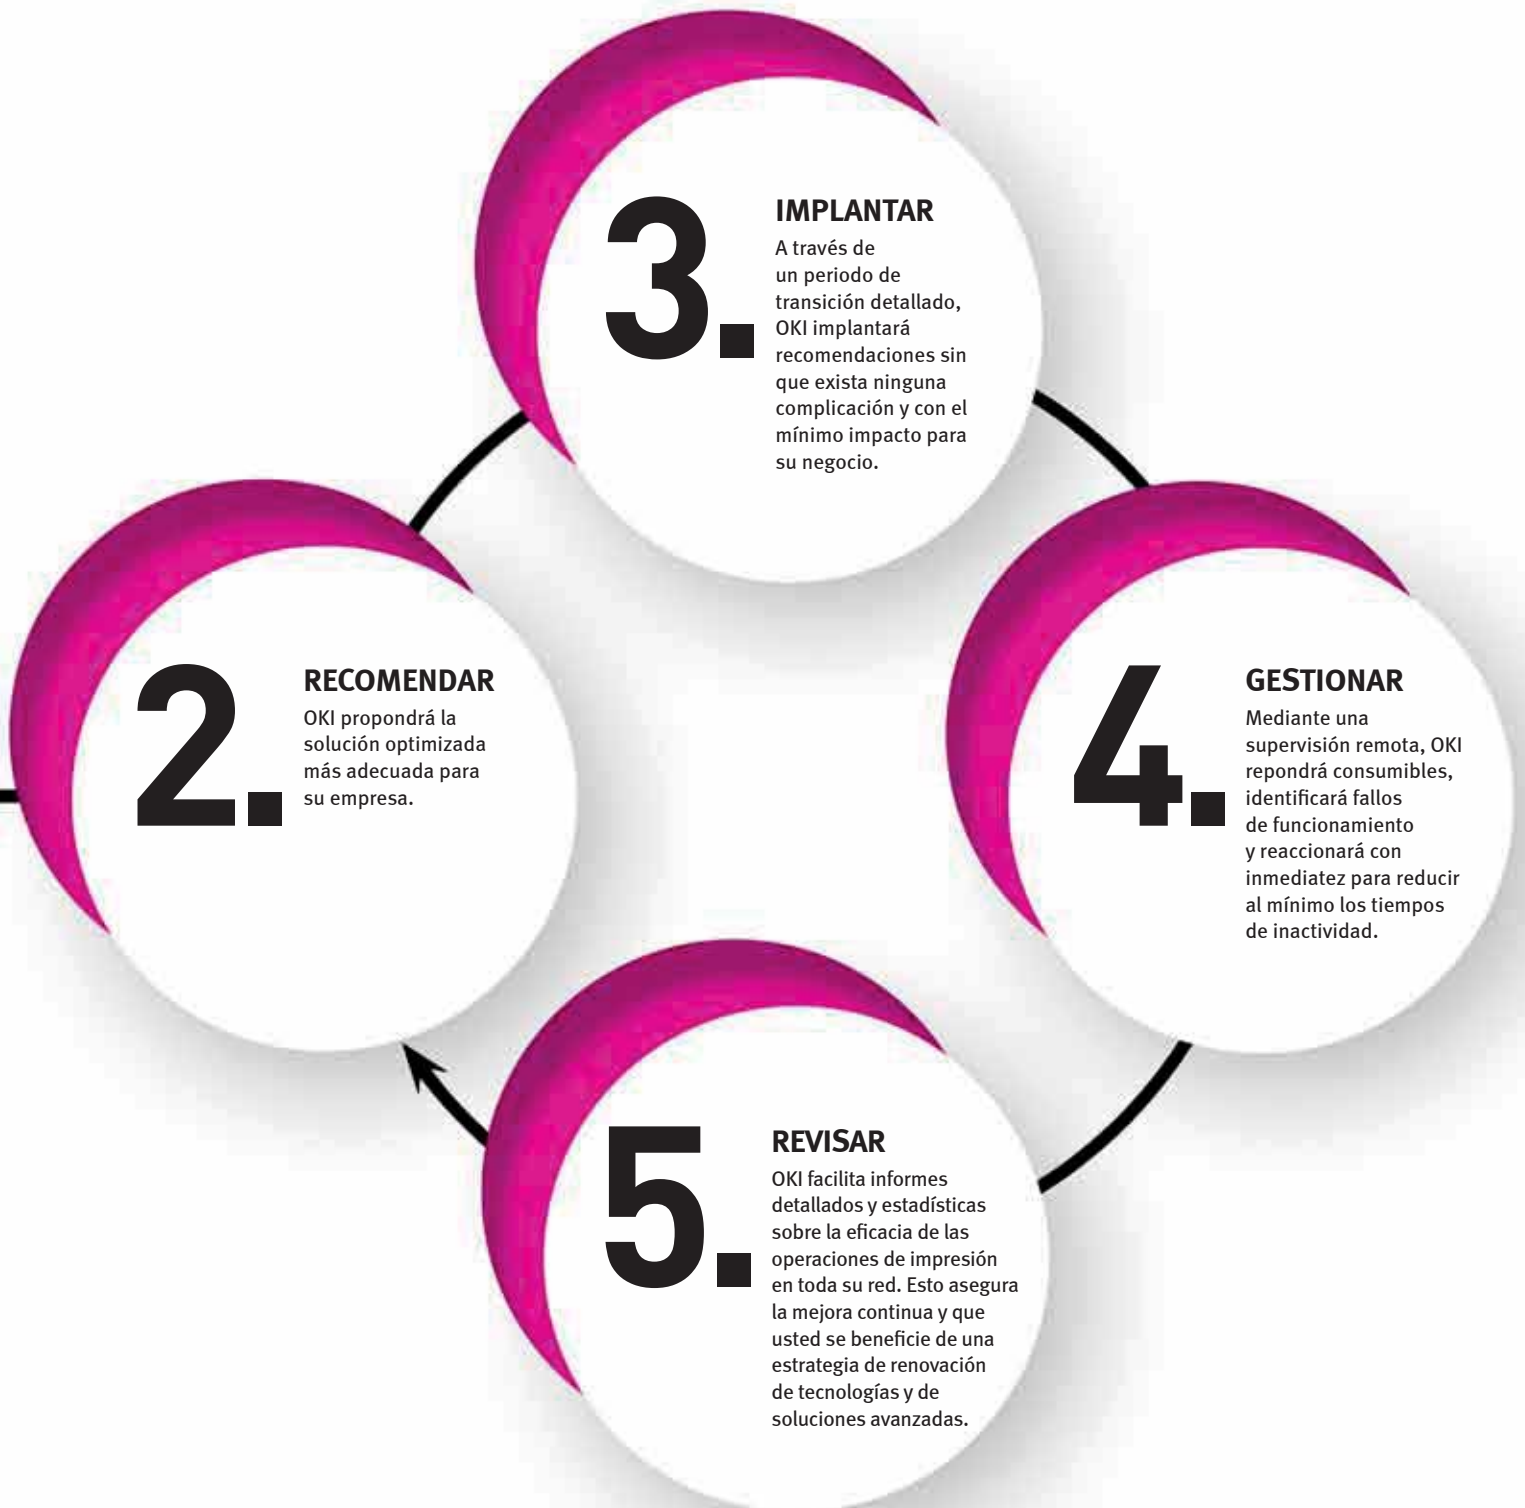 3.
IMPLANTAR
A través de
un periodo de
transición detallado,
OKI implantará
recomendaciones sin
que exista ninguna
complicación y con el
mínimo impacto para
su negocio.
2.
RECOMENDAR
OKI propondrá la
solución optimizada
más adecuada para
su empresa.
4.
GESTIONAR
Mediante una
supervisión remota, OKI
repondrá consumibles,
identificará fallos
de funcionamiento
y reaccionará con
inmediatez para reducir
al mínimo los tiempos
de inactividad.
5.
REVISAR
OKI facilita informes
detallados y estadísticas
sobre la eficacia de las
operaciones de impresión
en toda su red. Esto asegura
la mejora continua y que
usted se beneficie de una
estrategia de renovación
de tecnologías y de
soluciones avanzadas.